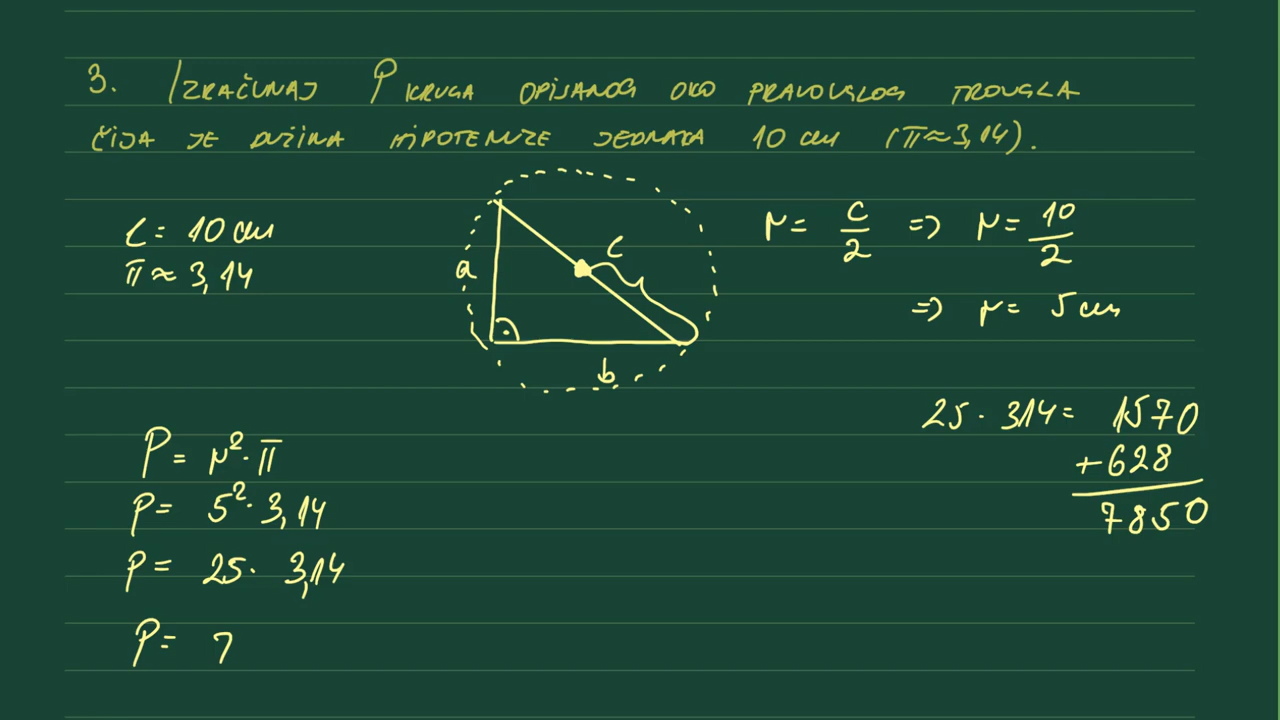 3. IZRAČUNAJ P KRUGA OPISANOG OKO PRAVOUGLOG TROUGLA
ČIJA JE DUŽINA HIPOTENUZE JEDNAKA 10 cm (π≈3,14).
c = 10 cm
π ≈ 3,14
a
c
b
r = c/2 => r = 10/2
=> r = 5 cm
25 · 314 = 1570
+628
7850
P = r² · π
P = 5² · 3,14
P = 25 · 3,14
P = 7